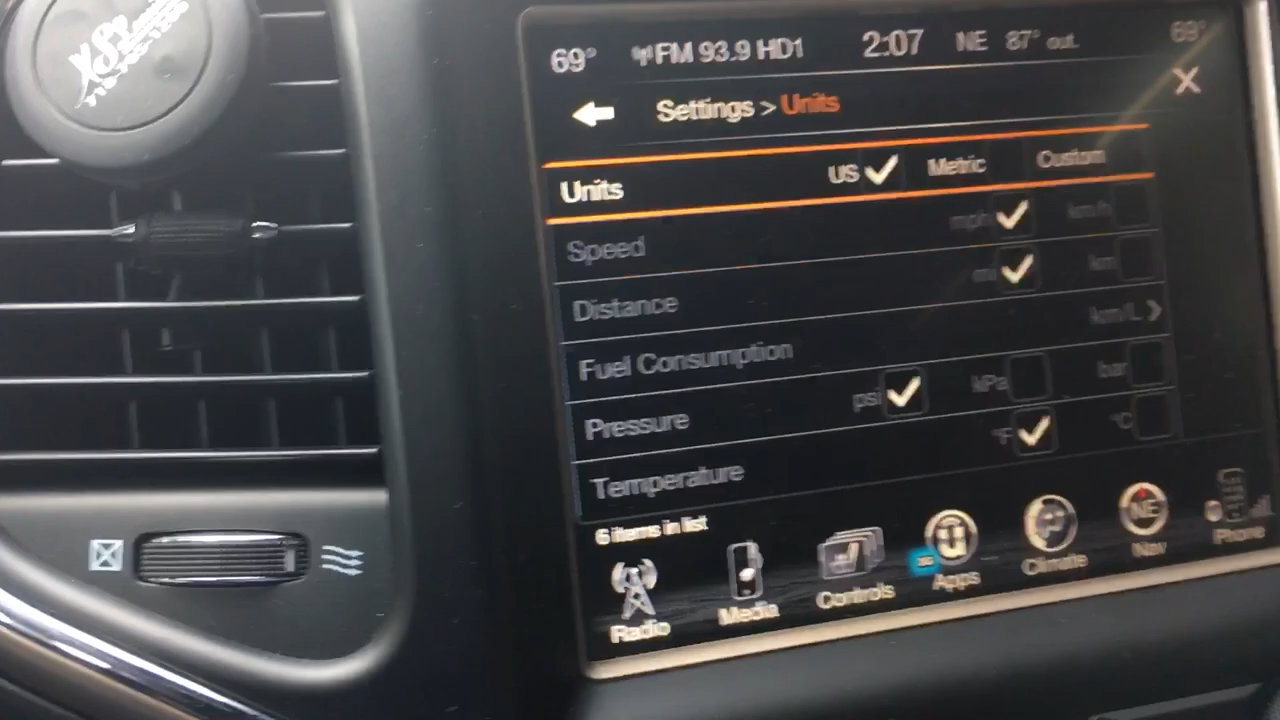 69° FM 93.9 HD1 2:07 NE 87° out. 69°
Settings > Units
Units US Metric Custom
Speed mph km/h
Distance mi km
Fuel Consumption km/L
Pressure psi kPa bar
Temperature °F °C
6 items in list
Radio Media Controls Apps Climate Nav Phone
NE